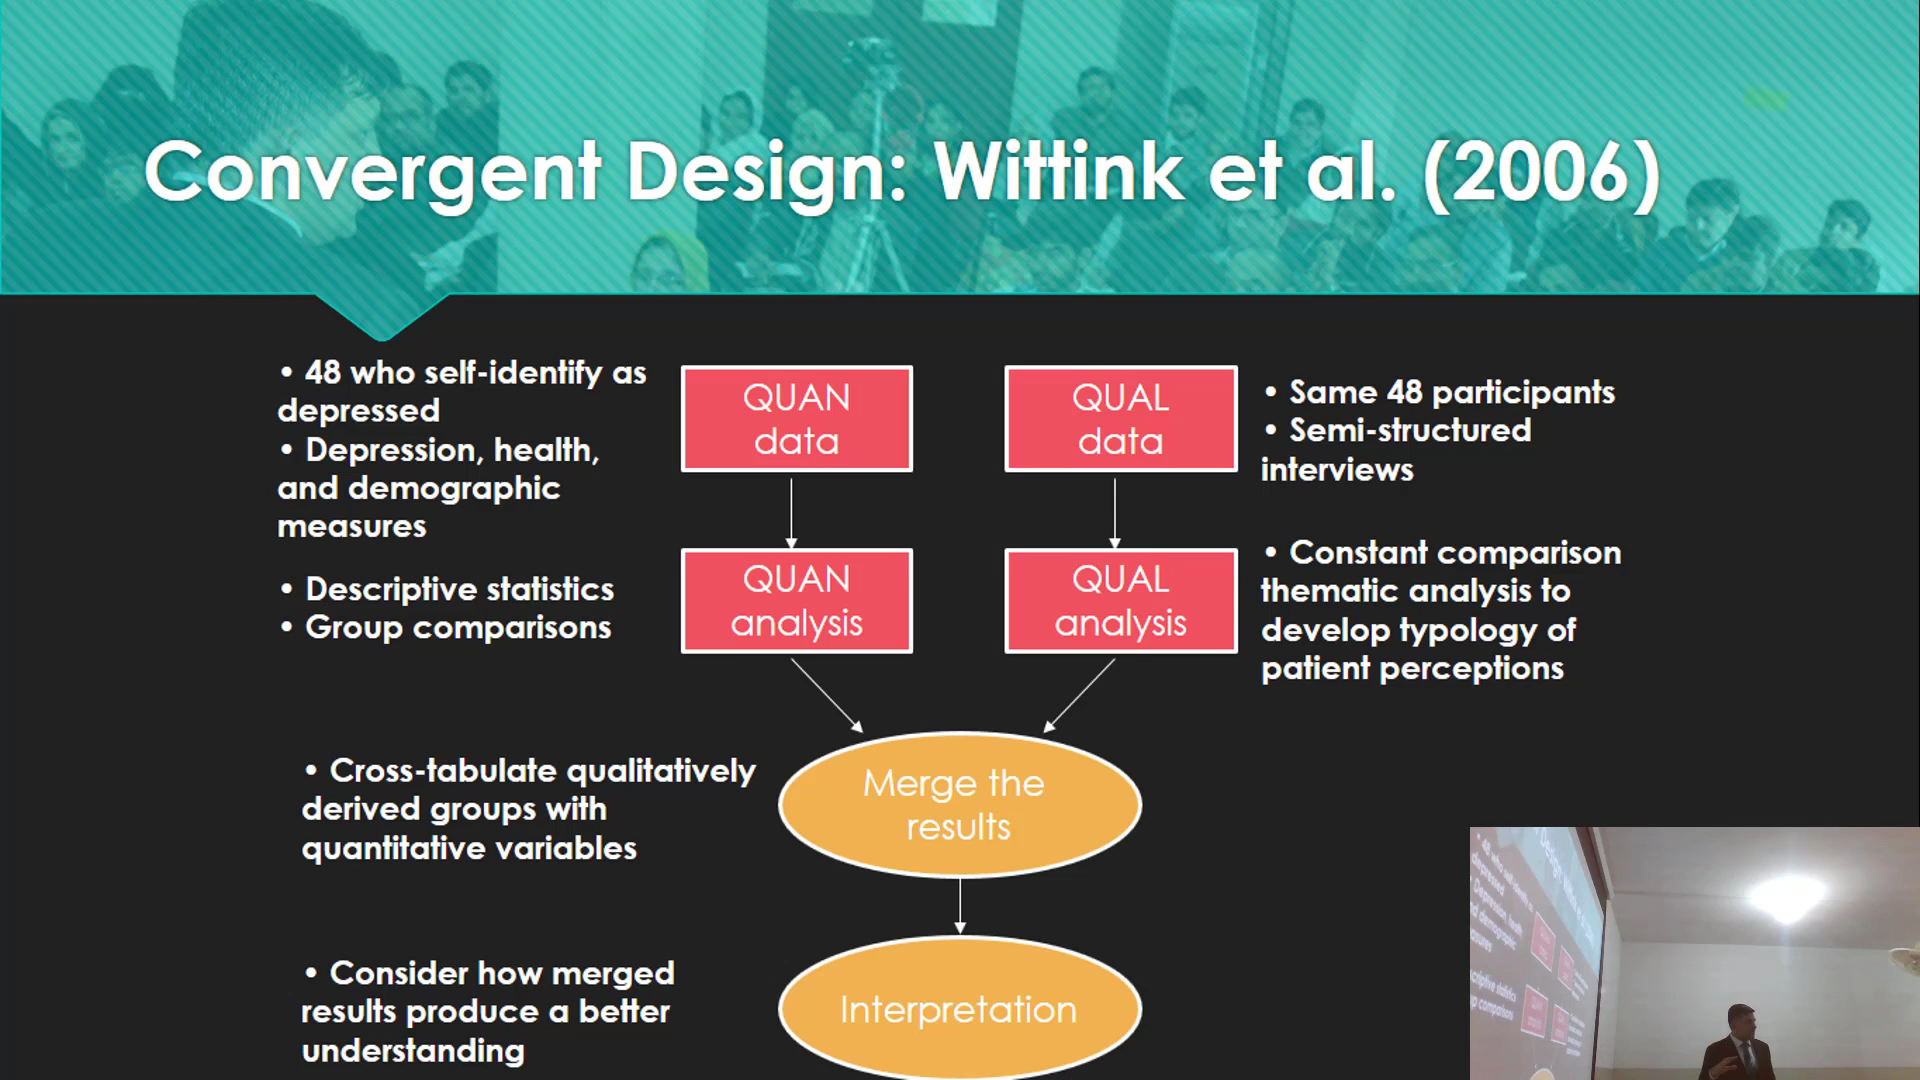 Convergent Design: Wittink et al. (2006)
• 48 who self-identify as
depressed
• Depression, health,
and demographic
measures
QUAN
data
QUAL
data
• Same 48 participants
• Semi-structured
interviews
• Descriptive statistics
• Group comparisons
QUAN
analysis
QUAL
analysis
• Constant comparison
thematic analysis to
develop typology of
patient perceptions
• Cross-tabulate qualitatively
derived groups with
quantitative variables
Merge the
results
• Consider how merged
results produce a better
understanding
Interpretation